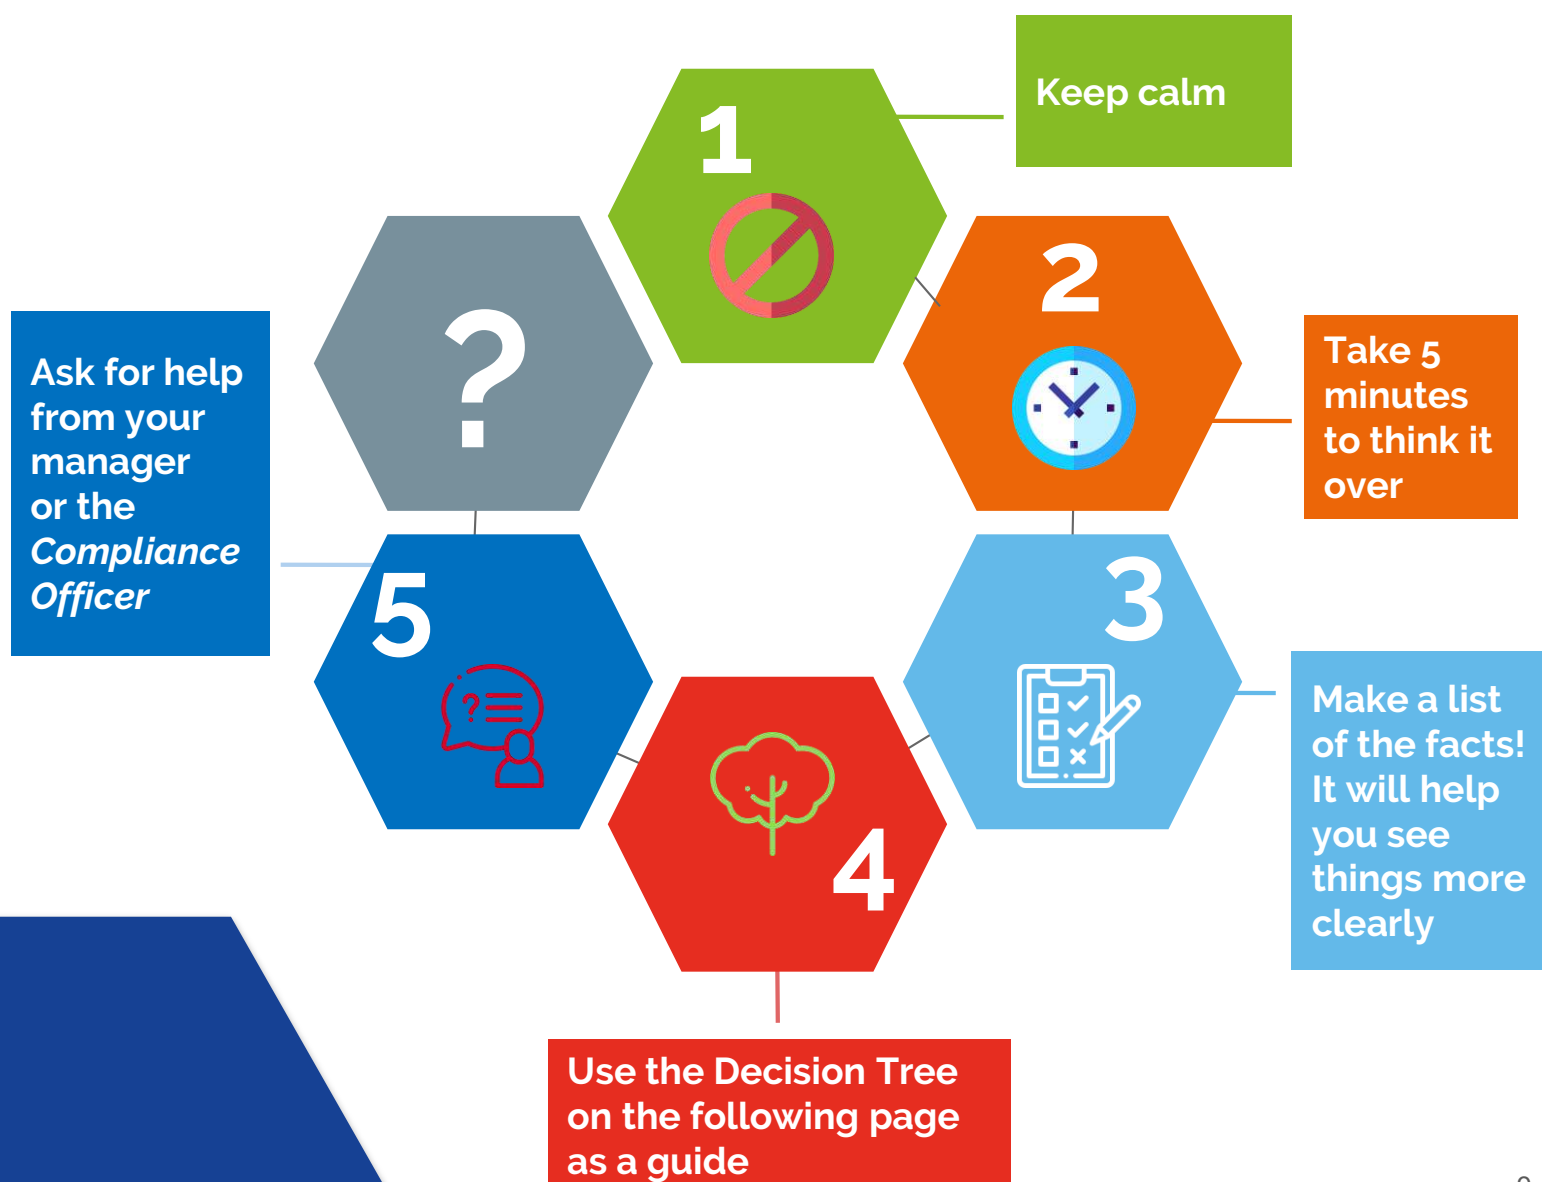 1
Keep calm
2
Take 5
minutes
to think it
over
3
Make a list
of the facts!
It will help
you see
things more
clearly
4
Use the Decision Tree
on the following page
as a guide
5
Ask for help
from your
manager
or the
Compliance
Officer
?
?